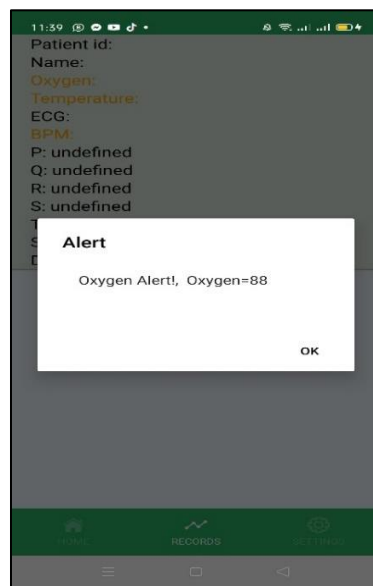 11:39
Patient id:
Name:
Oxygen:
Temperature:
ECG:
BPM:
P: undefined
Q: undefined
R: undefined
S: undefined
T
S
D
Alert
Oxygen Alert!, Oxygen=88
OK
HOME RECORDS SETTINGS